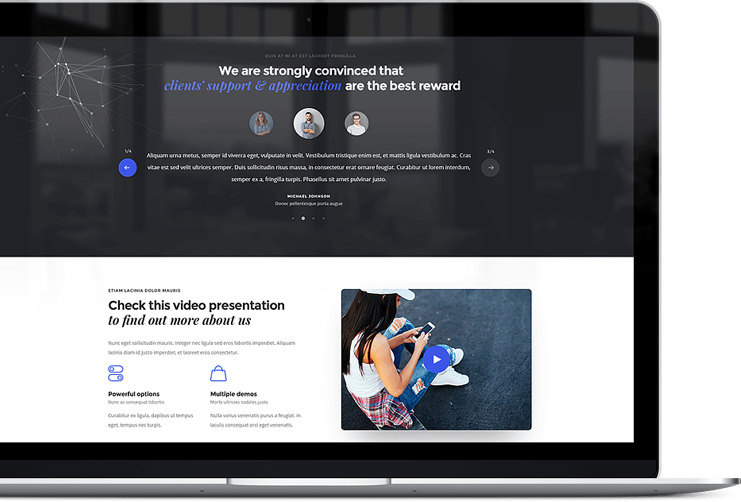 DUIS AT MI AT EST LAOREET FRINGILLA
We are strongly convinced that
clients' support & appreciation are the best reward
1/4
3/4
Aliquam urna metus, semper id viverra eget, vulputate in velit. Vestibulum tristique enim est, et mattis ligula vestibulum ac. Cras
vitae est sed velit ultrices semper. Duis sollicitudin risus massa, in consectetur erat ornare feugiat. Curabitur ut lorem interdum,
semper ex a, fringilla turpis. Phasellus sit amet pulvinar justo.
MICHAEL JOHNSON
Donec pellentesque porta augue
ETIAM LACINIA DOLOR MAURIS
Check this video presentation
to find out more about us
Nunc eget sollicitudin mauris. Integer nec ligula sed eros lobortis imperdiet. Aliquam
lacinia diam id justo imperdiet, et laoreet eros consectetur.
Powerful options
Nunc ac consequat lobortis
Curabitur ex ligula, dapibus ut tempus
eget, tempus nec turpis.
Multiple demos
Morbi ultrices sodales justo
Nulla varius venenatis purus a feugiat. In
iaculis consequat orci eget venenatis.